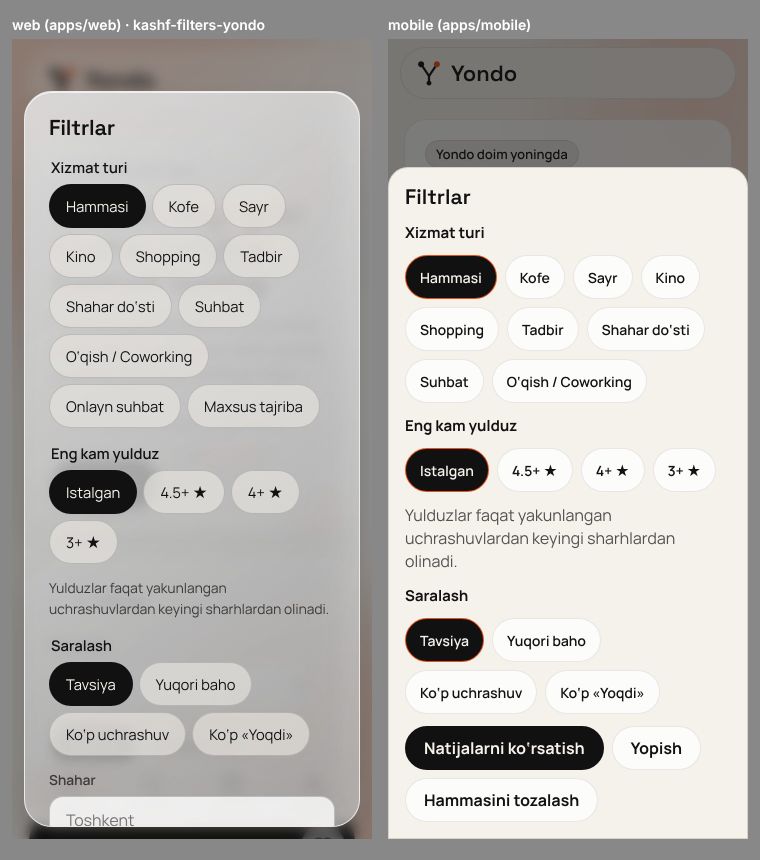 web (apps/web) · kashf-filters-yondo
Filtrlar
Xizmat turi
Hammasi Kofe Sayr
Kino Shopping Tadbir
Shahar do‘sti Suhbat
O‘qish / Coworking
Onlayn suhbat Maxsus tajriba
Eng kam yulduz
Istalgan 4.5+ ★ 4+ ★
3+ ★
Yulduzlar faqat yakunlangan
uchrashuvlardan keyingi sharhlardan olinadi.
Saralash
Tavsiya Yuqori baho
Ko‘p uchrashuv Ko‘p «Yoqdi»
Shahar
Toshkent
mobile (apps/mobile)
Yondo
Yondo doim yoningda
Filtrlar
Xizmat turi
Hammasi Kofe Sayr Kino
Shopping Tadbir Shahar do‘sti
Suhbat O‘qish / Coworking
Eng kam yulduz
Istalgan 4.5+ ★ 4+ ★ 3+ ★
Yulduzlar faqat yakunlangan
uchrashuvlardan keyingi sharhlardan
olinadi.
Saralash
Tavsiya Yuqori baho
Ko‘p uchrashuv Ko‘p «Yoqdi»
Natijalarni ko‘rsatish Yopish
Hammasini tozalash